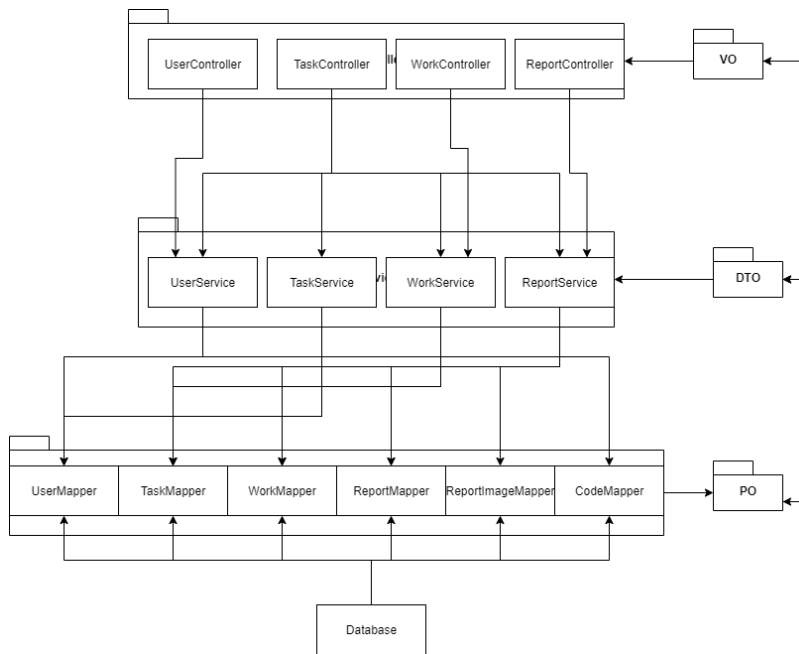 UserController
TaskController
WorkController
ReportController
VO
UserService
TaskService
WorkService
ReportService
DTO
UserMapper
TaskMapper
WorkMapper
ReportMapper
ReportImageMapper
CodeMapper
PO
Database